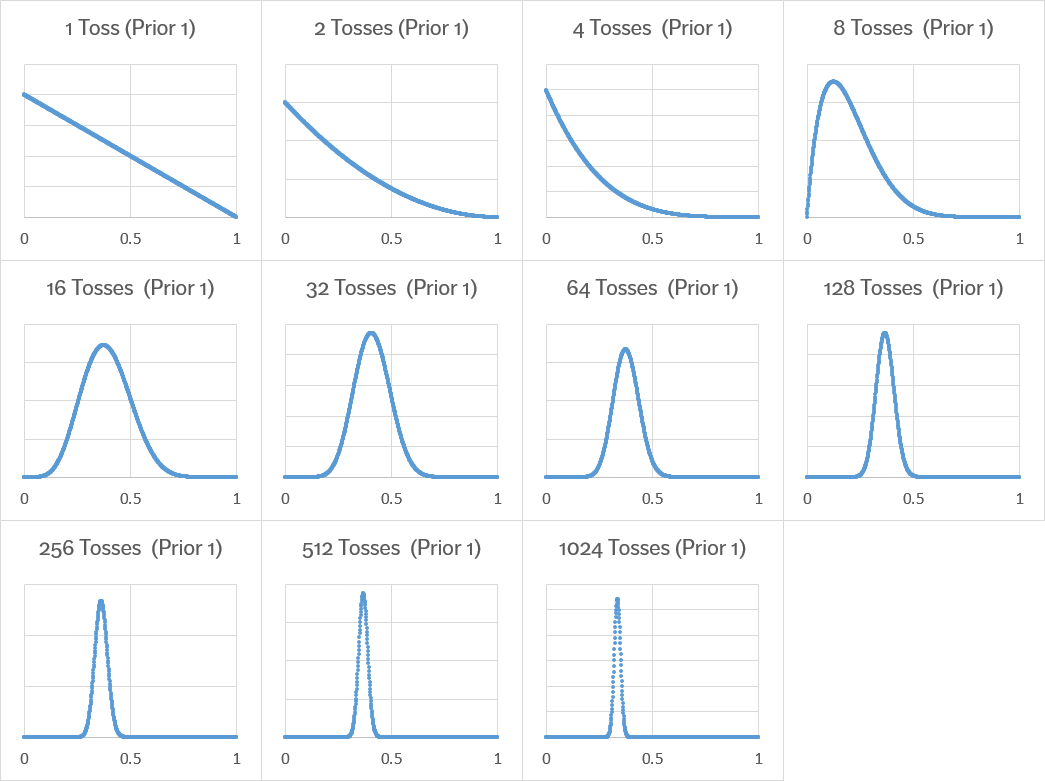 1 Toss (Prior 1)
2 Tosses (Prior 1)
4 Tosses (Prior 1)
8 Tosses (Prior 1)
0 0.5 1
0 0.5 1
0 0.5 1
0 0.5 1
16 Tosses (Prior 1)
32 Tosses (Prior 1)
64 Tosses (Prior 1)
128 Tosses (Prior 1)
0 0.5 1
0 0.5 1
0 0.5 1
0 0.5 1
256 Tosses (Prior 1)
512 Tosses (Prior 1)
1024 Tosses (Prior 1)
0 0.5 1
0 0.5 1
0 0.5 1